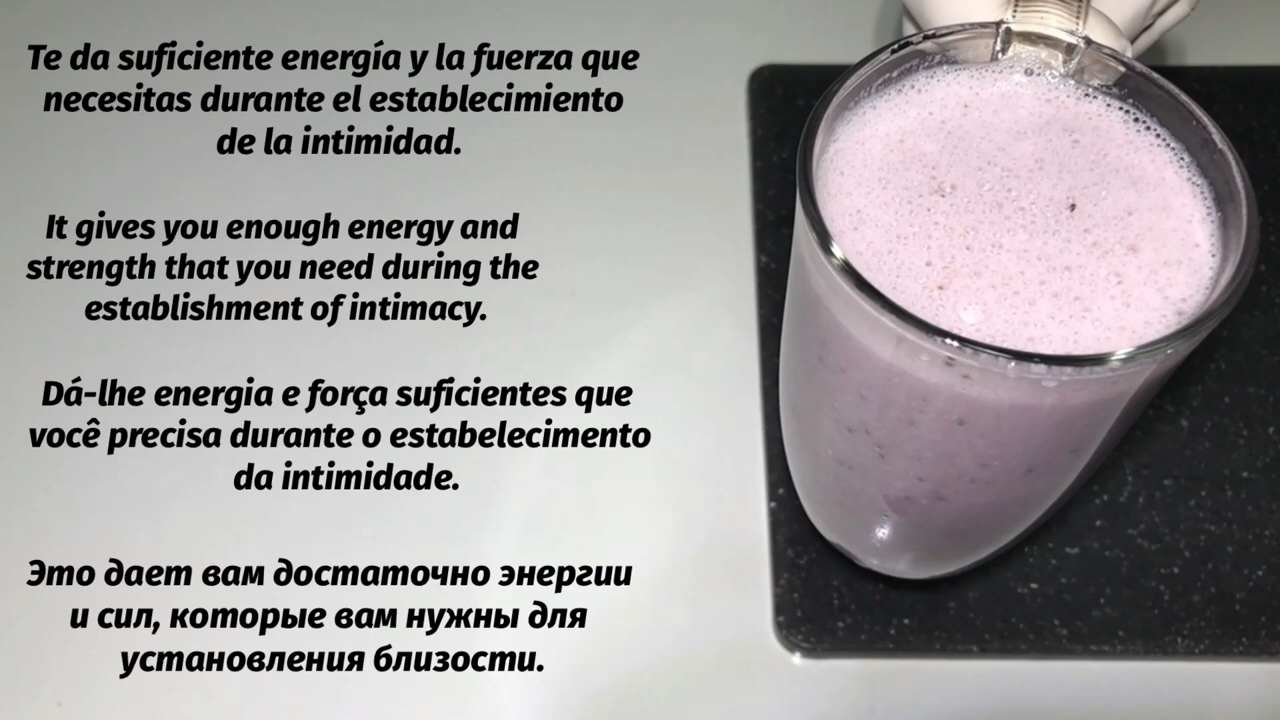 Te da suficiente energía y la fuerza que
necesitas durante el establecimiento
de la intimidad.
It gives you enough energy and
strength that you need during the
establishment of intimacy.
Dá-lhe energia e força suficientes que
você precisa durante o estabelecimento
da intimidade.
Это дает вам достаточно энергии
и сил, которые вам нужны для
установления близости.